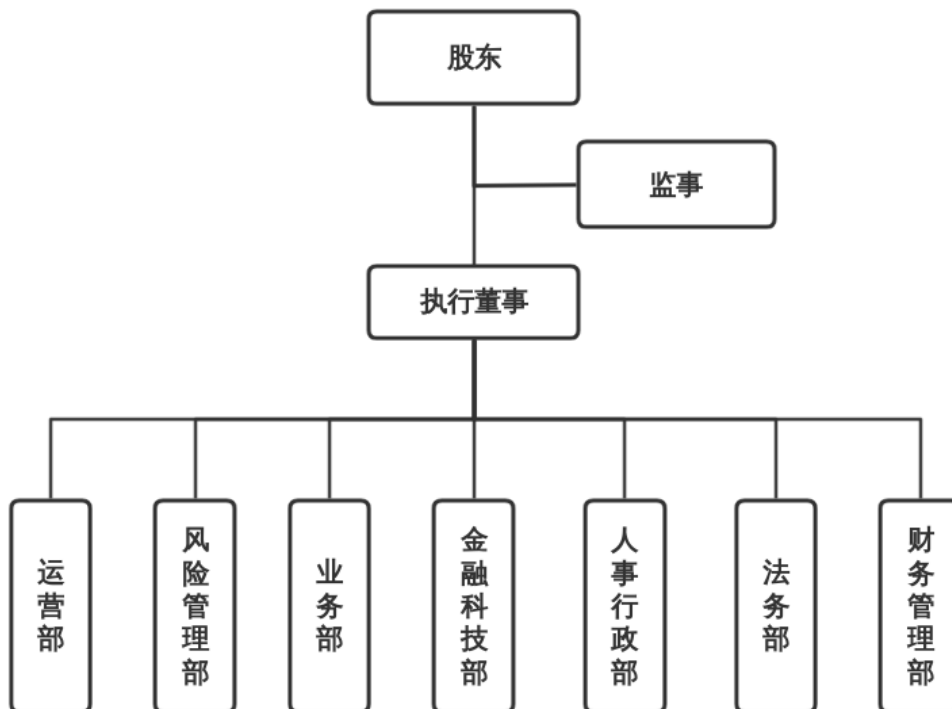 股东
监事
执行董事
运营部
风险管理部
业务部
金融科技部
人事行政部
法务部
财务管理部